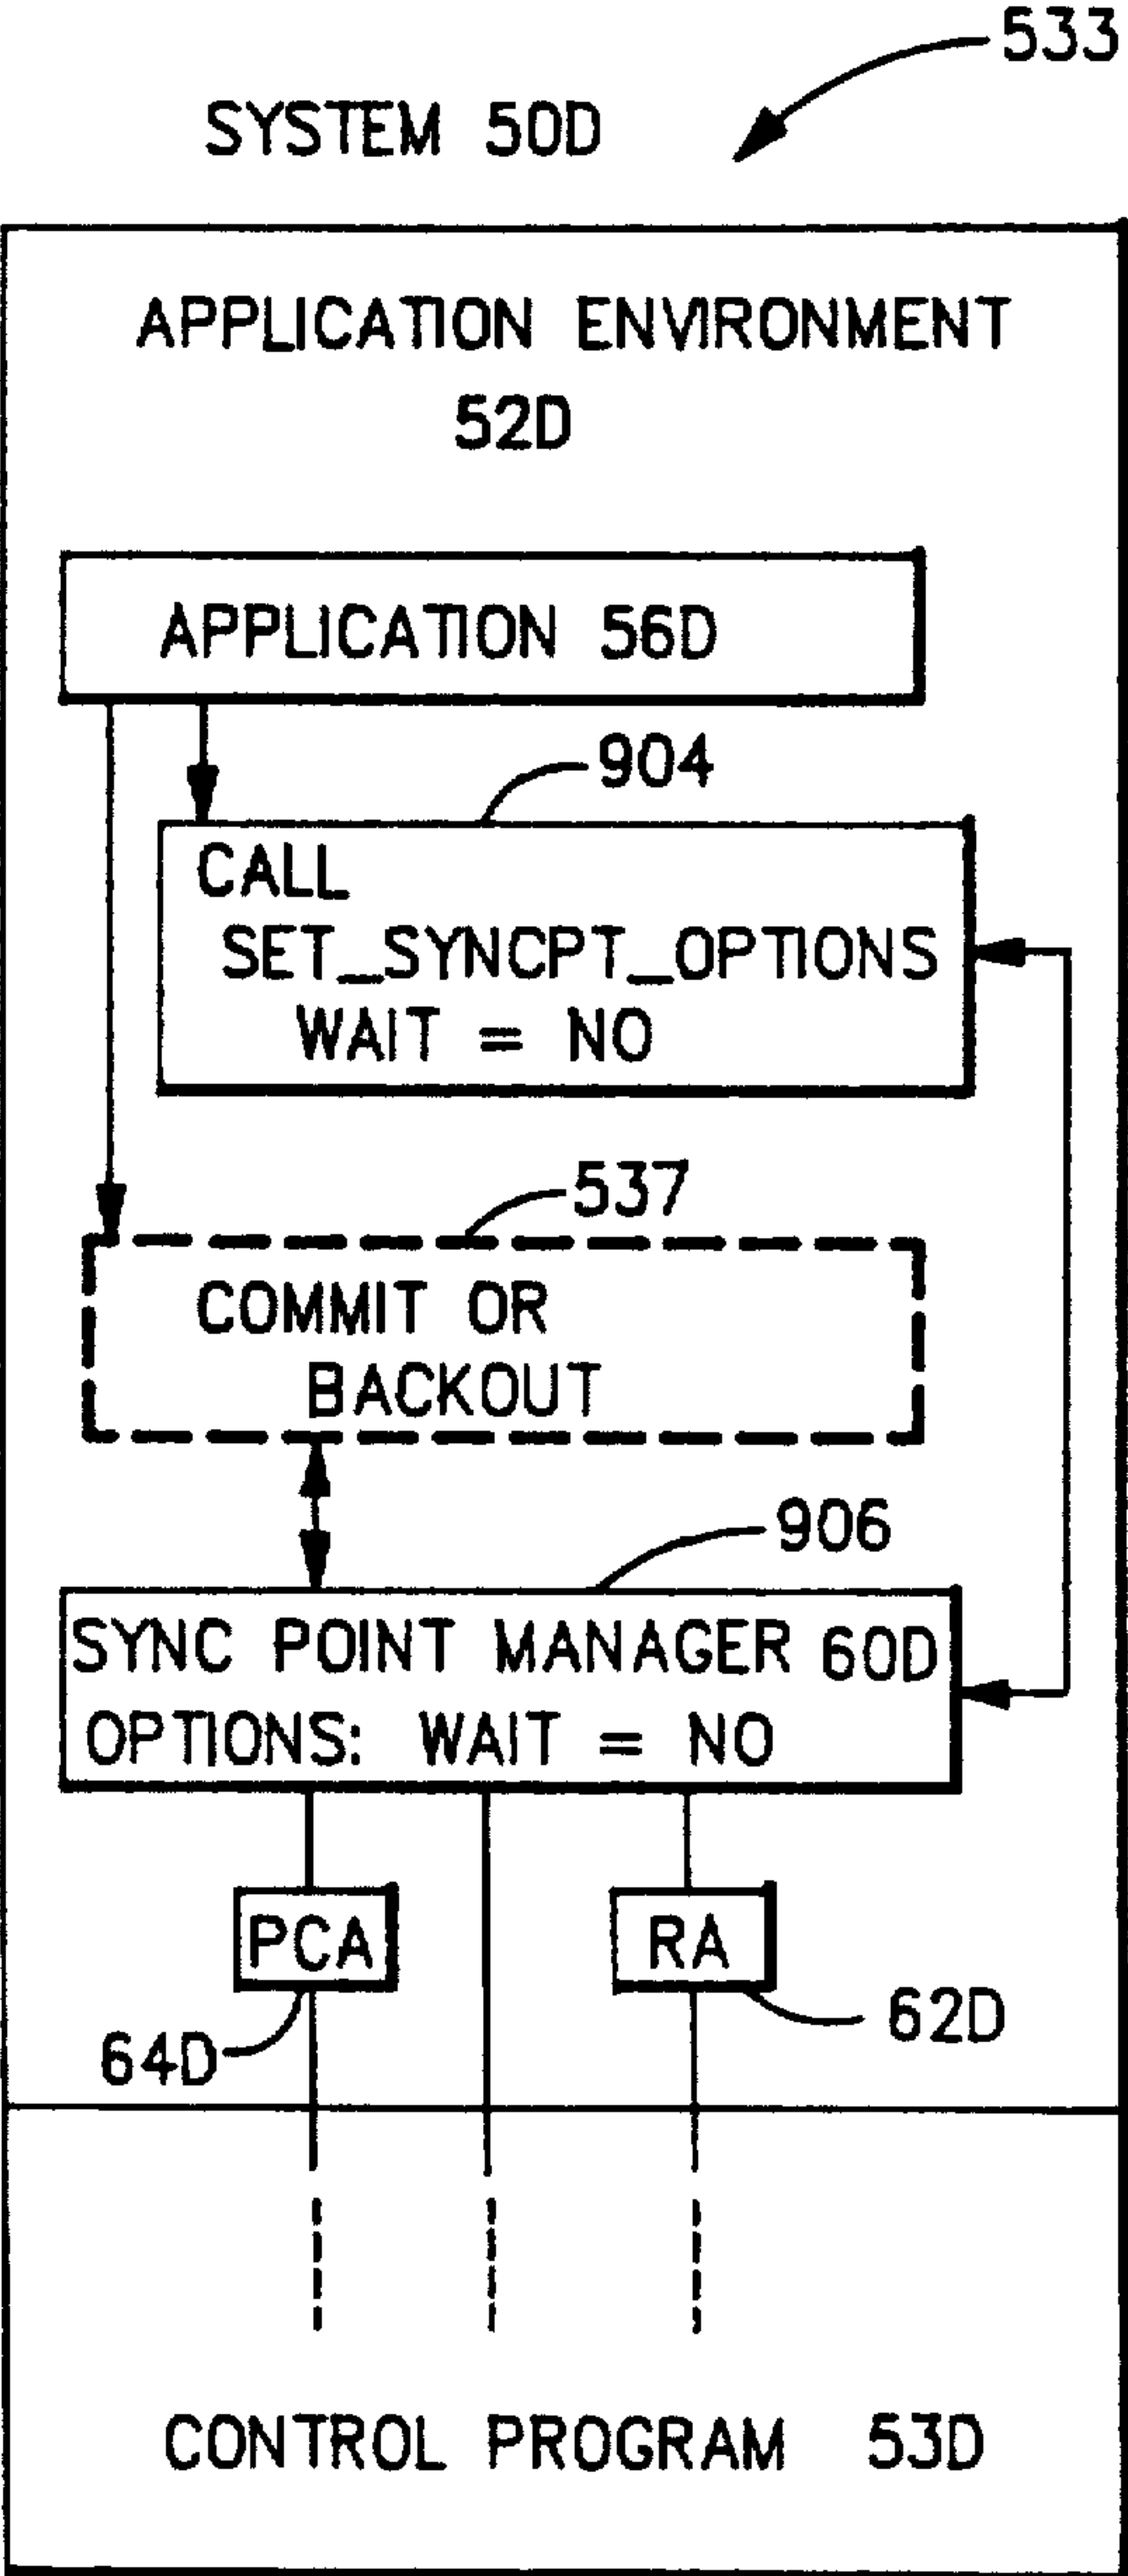 533
SYSTEM 50D
APPLICATION ENVIRONMENT
52D
APPLICATION 56D
904
CALL
SET_SYNCPT_OPTIONS
WAIT = NO
537
COMMIT OR
BACKOUT
906
SYNC POINT MANAGER 60D
OPTIONS: WAIT = NO
PCA
RA
64D
62D
CONTROL PROGRAM 53D